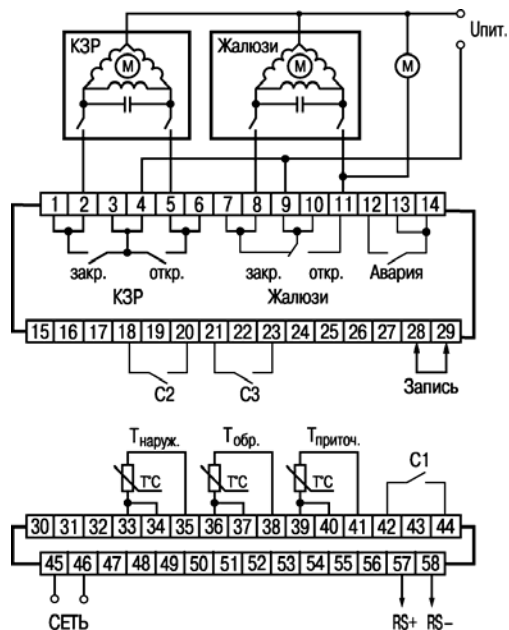 КЗР
Жалюзи
Uпит.
М М М
1 2 3 4 5 6 7 8 9 10 11 12 13 14
закр. откр. закр. откр. Авария
КЗР Жалюзи
15 16 17 18 19 20 21 22 23 24 25 26 27 28 29
С2 С3 Запись
Тнаруж. Тобр. Тприточ.
С1
T°C T°C T°C
30 31 32 33 34 35 36 37 38 39 40 41 42 43 44
45 46 47 48 49 50 51 52 53 54 55 56 57 58
СЕТЬ RS+ RS–